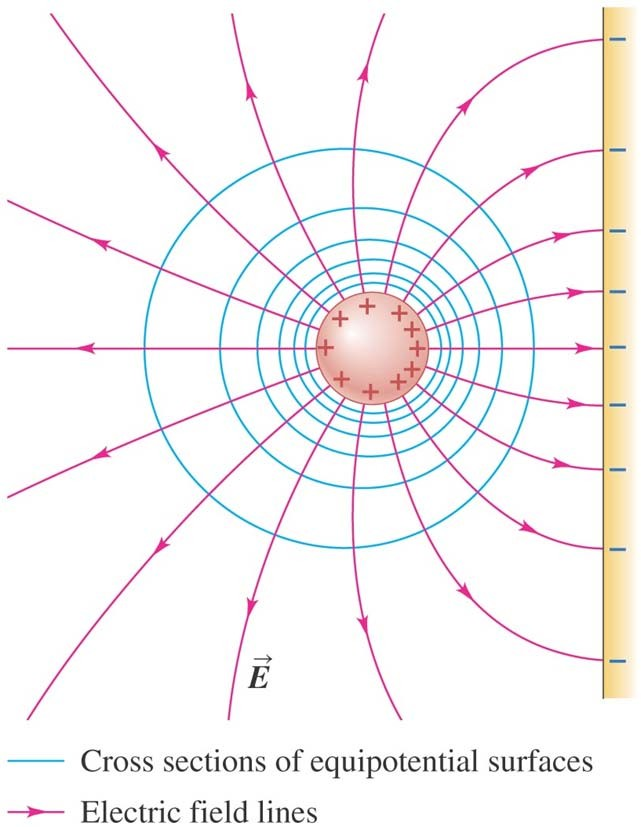 E
Cross sections of equipotential surfaces
Electric field lines